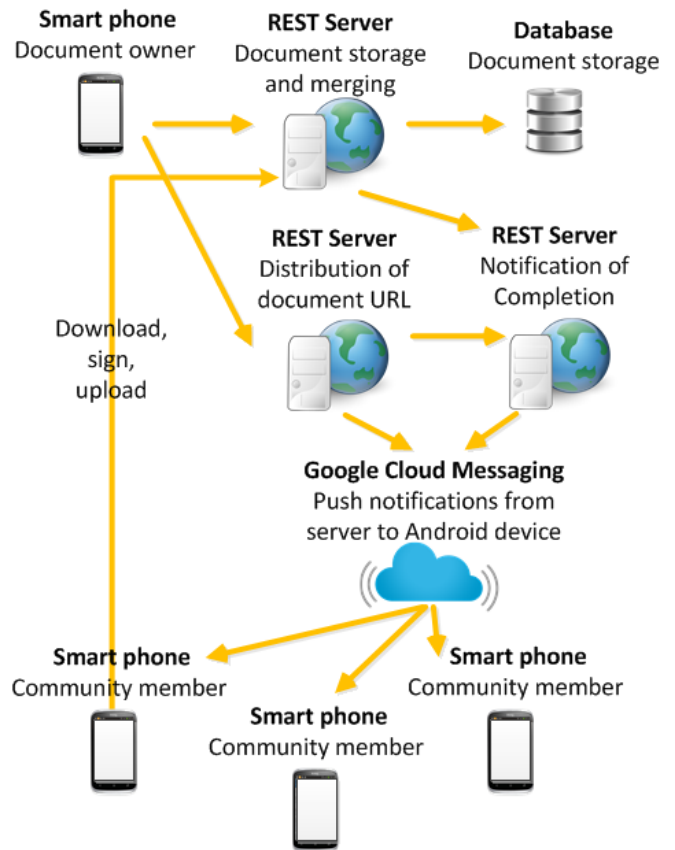 Smart phone
Document owner
REST Server
Document storage
and merging
Database
Document storage
REST Server
Distribution of
document URL
REST Server
Notification of
Completion
Download,
sign,
upload
Google Cloud Messaging
Push notifications from
server to Android device
Smart phone
Community member
Smart phone
Community member
Smart phone
Community member